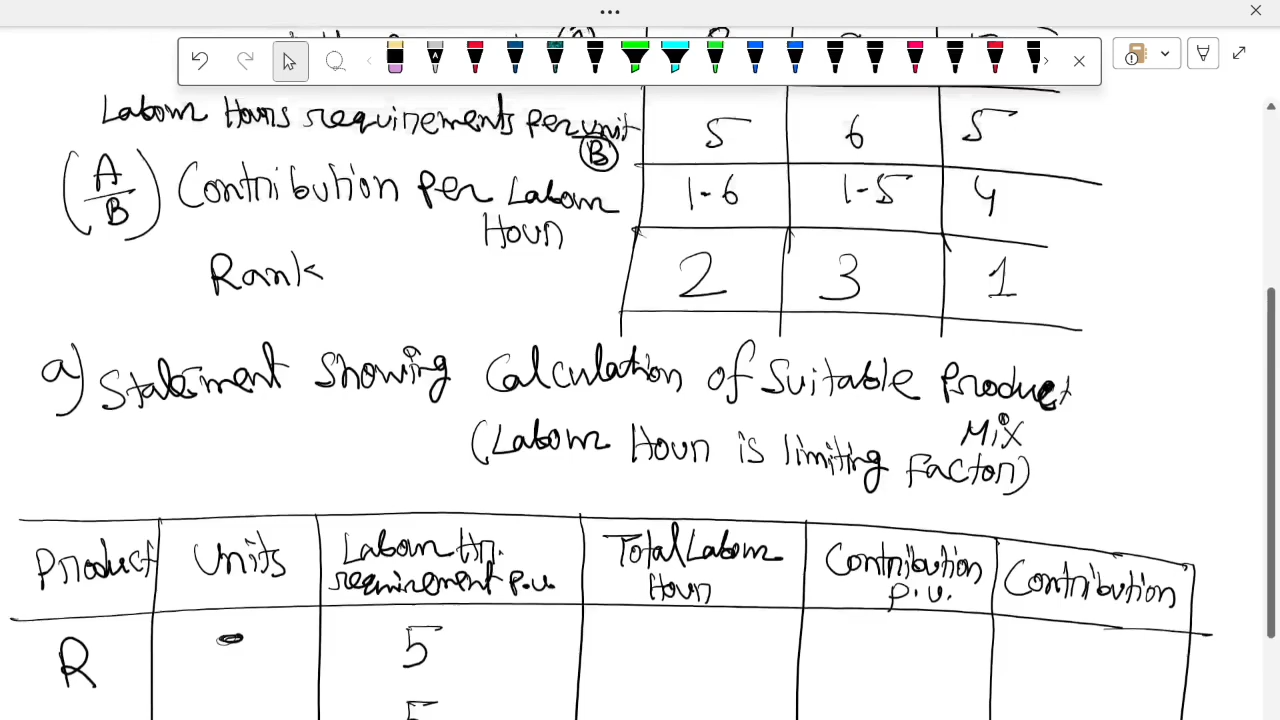 Labour Hours requirements per unit 5 6 5
B
(A/B) Contribution per Labour 1-6 1-5 4
Hour
Rank 2 3 1
a) Statement Showing Calculation of Suitable Product
Mix
(Labour Hour is limiting Factor)
Product Units Labour Hr. requirement p.u. Total Labour Hour Contribution p.u. Contribution
R - 5
5